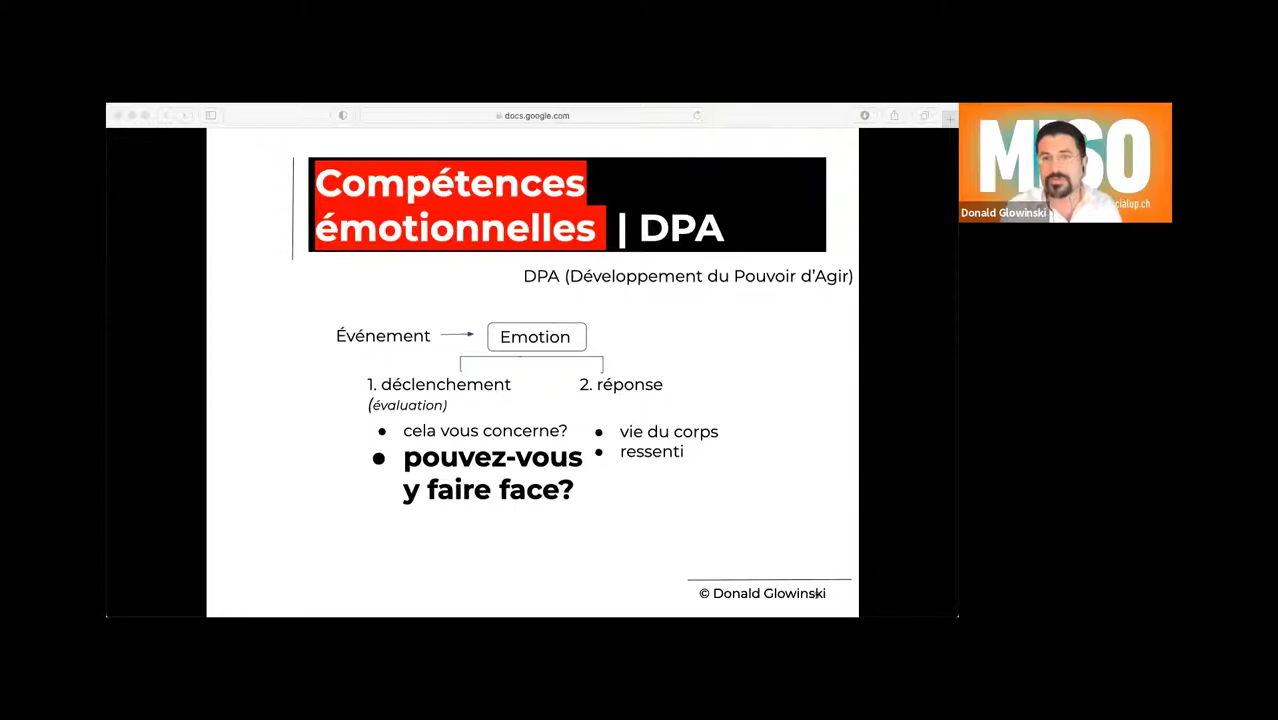 docs.google.com
Compétences
émotionnelles | DPA
DPA (Développement du Pouvoir d'Agir)
Événement
Emotion
1. déclenchement
(évaluation)
2. réponse
• cela vous concerne?
• pouvez-vous
y faire face?
• vie du corps
• ressenti
© Donald Glowinski
cialup.ch
Donald Glowinski